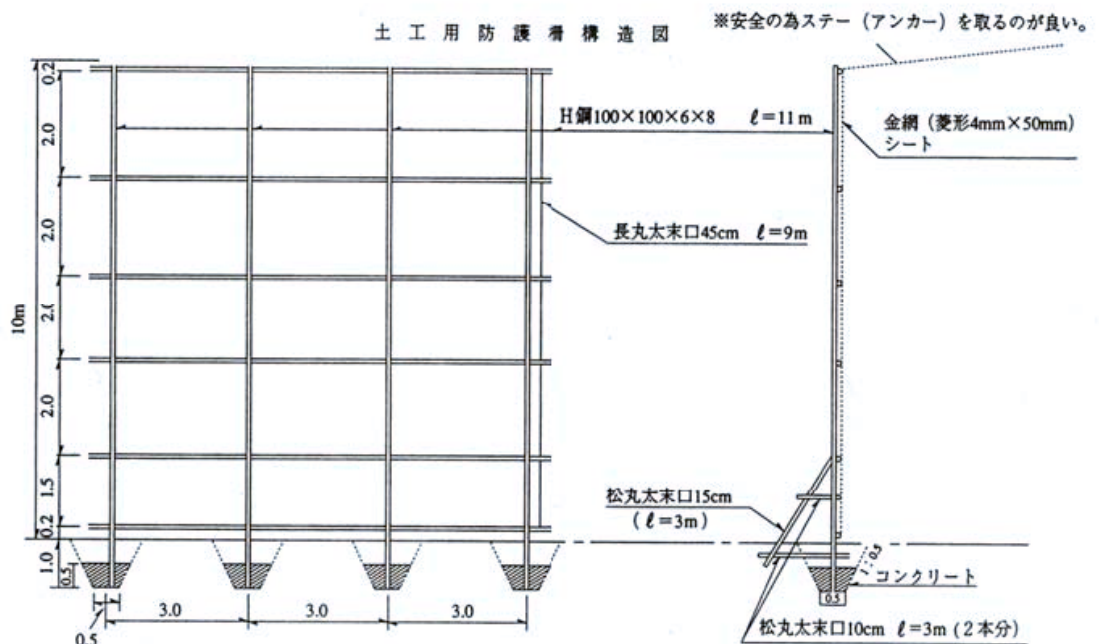 土工用防護柵構造図
※安全の為ステー（アンカー）を取るのが良い。
0.2
2.0
2.0
2.0
2.0
1.5
0.2
10m
1.0
0.5
3.0
3.0
3.0
0.5
H鋼100×100×6×8 ℓ=11m
金網（菱形4mm×50mm）
シート
長丸太末口45cm ℓ=9m
松丸太末口15cm
（ℓ=3m）
1:0.5
コンクリート
0.5
松丸太末口10cm ℓ=3m（2本分）